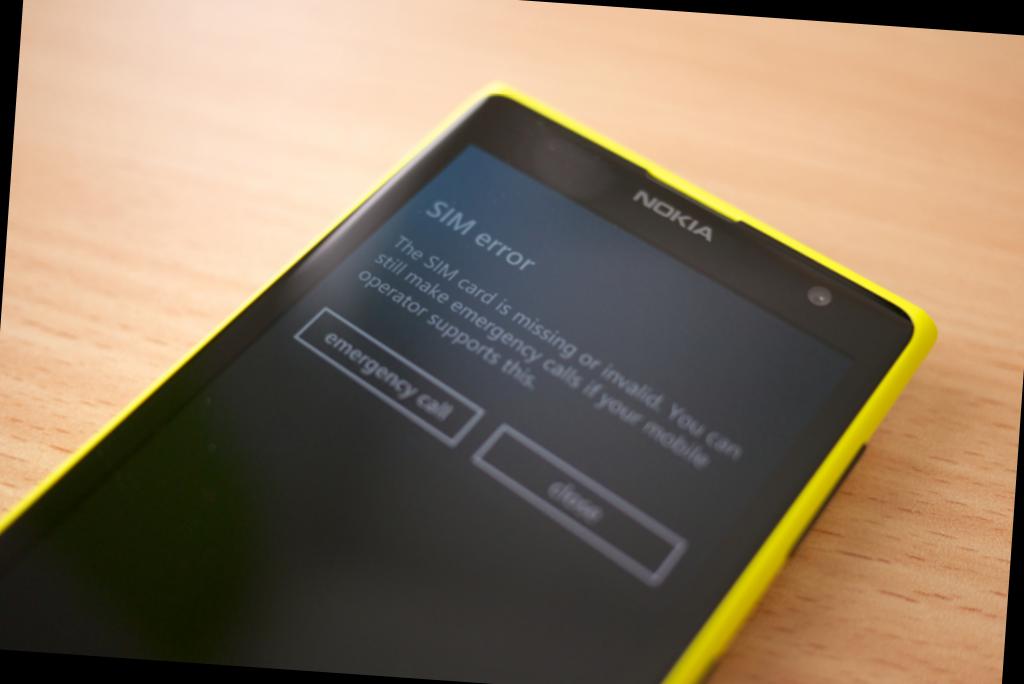 NOKIA
SIM error
The SIM card is missing or invalid. You can
still make emergency calls if your mobile
operator supports this.
emergency call
close